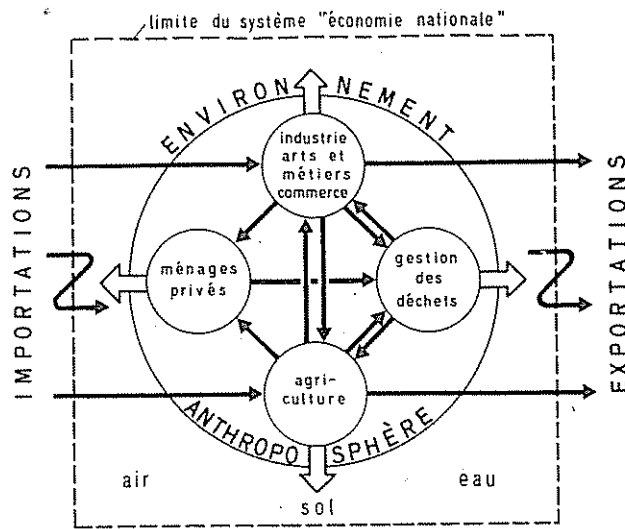 limite du système "économie nationale"
ENVIRONNEMENT
industrie
arts et
métiers
commerce
IMPORTATIONS
ménages
privés
gestion
des
déchets
EXPORTATIONS
agri-
culture
ANTHROPOSPHÈRE
air
eau
sol